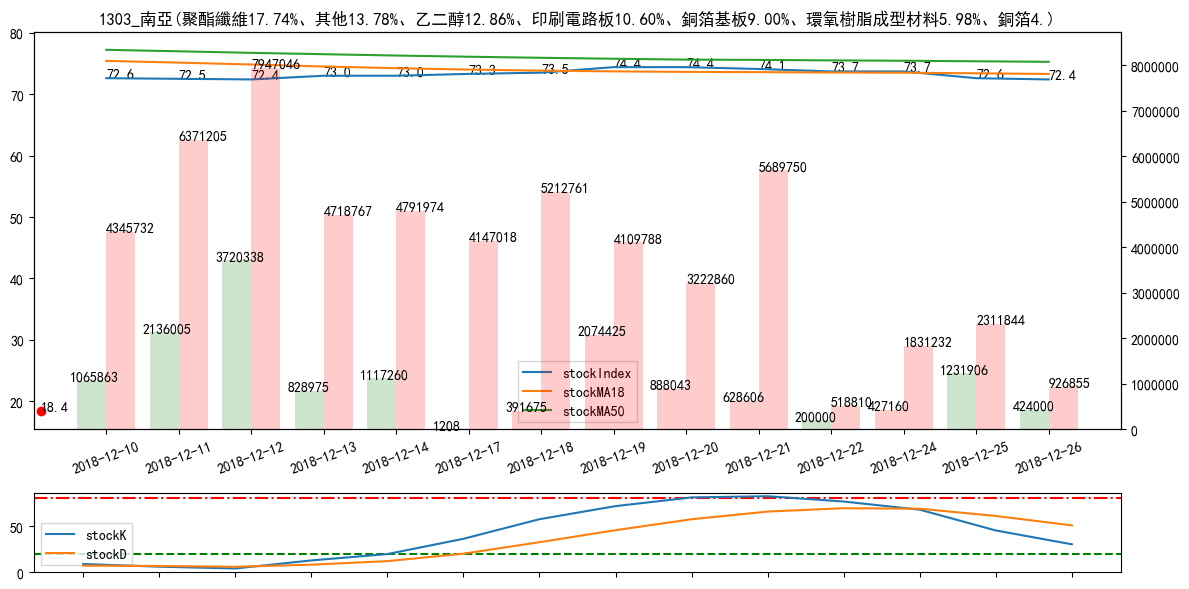 1303_南亞(聚酯纖維17.74%、其他13.78%、乙二醇12.86%、印刷電路板10.60%、銅箔基板9.00%、環氧樹脂成型材料5.98%、銅箔4.)
80
70
60
50
40
30
20
8000000
7000000
6000000
5000000
4000000
3000000
2000000
1000000
0
72.6 72.5 72.4 73.0 73.0 73.3 73.5 74.4 74.4 74.1 73.7 73.7 72.6 72.4
4345732 6371205 7947046 4718767 4791974 4147018 5212761 4109788 3222860 5689750 518810 1831232 2311844 926855
1065863 2136005 3720338 828975 1117260 1208 391675 2074425 888043 628606 200000 427160 1231906 424000
18.4
stockIndex
stockMA18
stockMA50
2018-12-10 2018-12-11 2018-12-12 2018-12-13 2018-12-14 2018-12-17 2018-12-18 2018-12-19 2018-12-20 2018-12-21 2018-12-22 2018-12-24 2018-12-25 2018-12-26
50
0
stockK
stockD